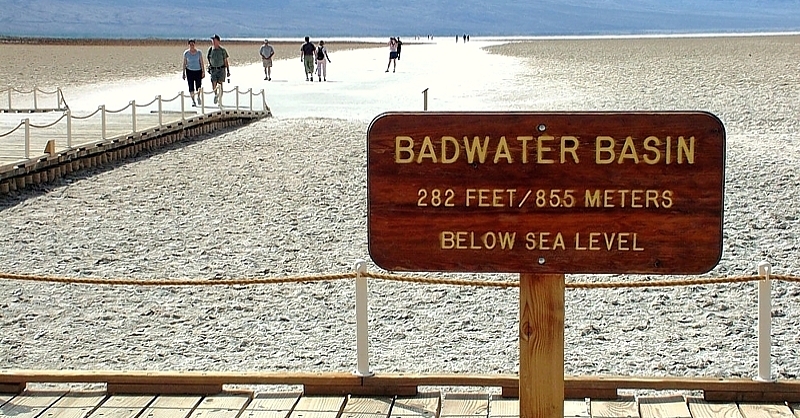 BADWATER BASIN
282 FEET/85.5 METERS
BELOW SEA LEVEL